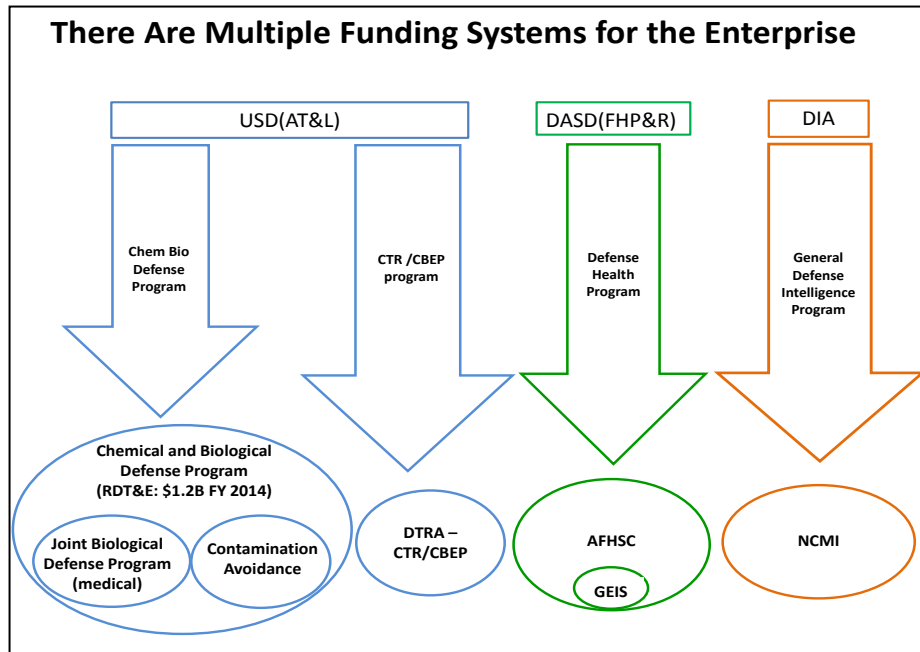 There Are Multiple Funding Systems for the Enterprise
USD(AT&L)
DASD(FHP&R)
DIA
Chem Bio
Defense
Program
CTR /CBEP
program
Defense
Health
Program
General
Defense
Intelligence
Program
Chemical and Biological
Defense Program
(RDT&E: $1.2B FY 2014)
Joint Biological
Defense Program
(medical)
Contamination
Avoidance
DTRA –
CTR/CBEP
AFHSC
GEIS
NCMI